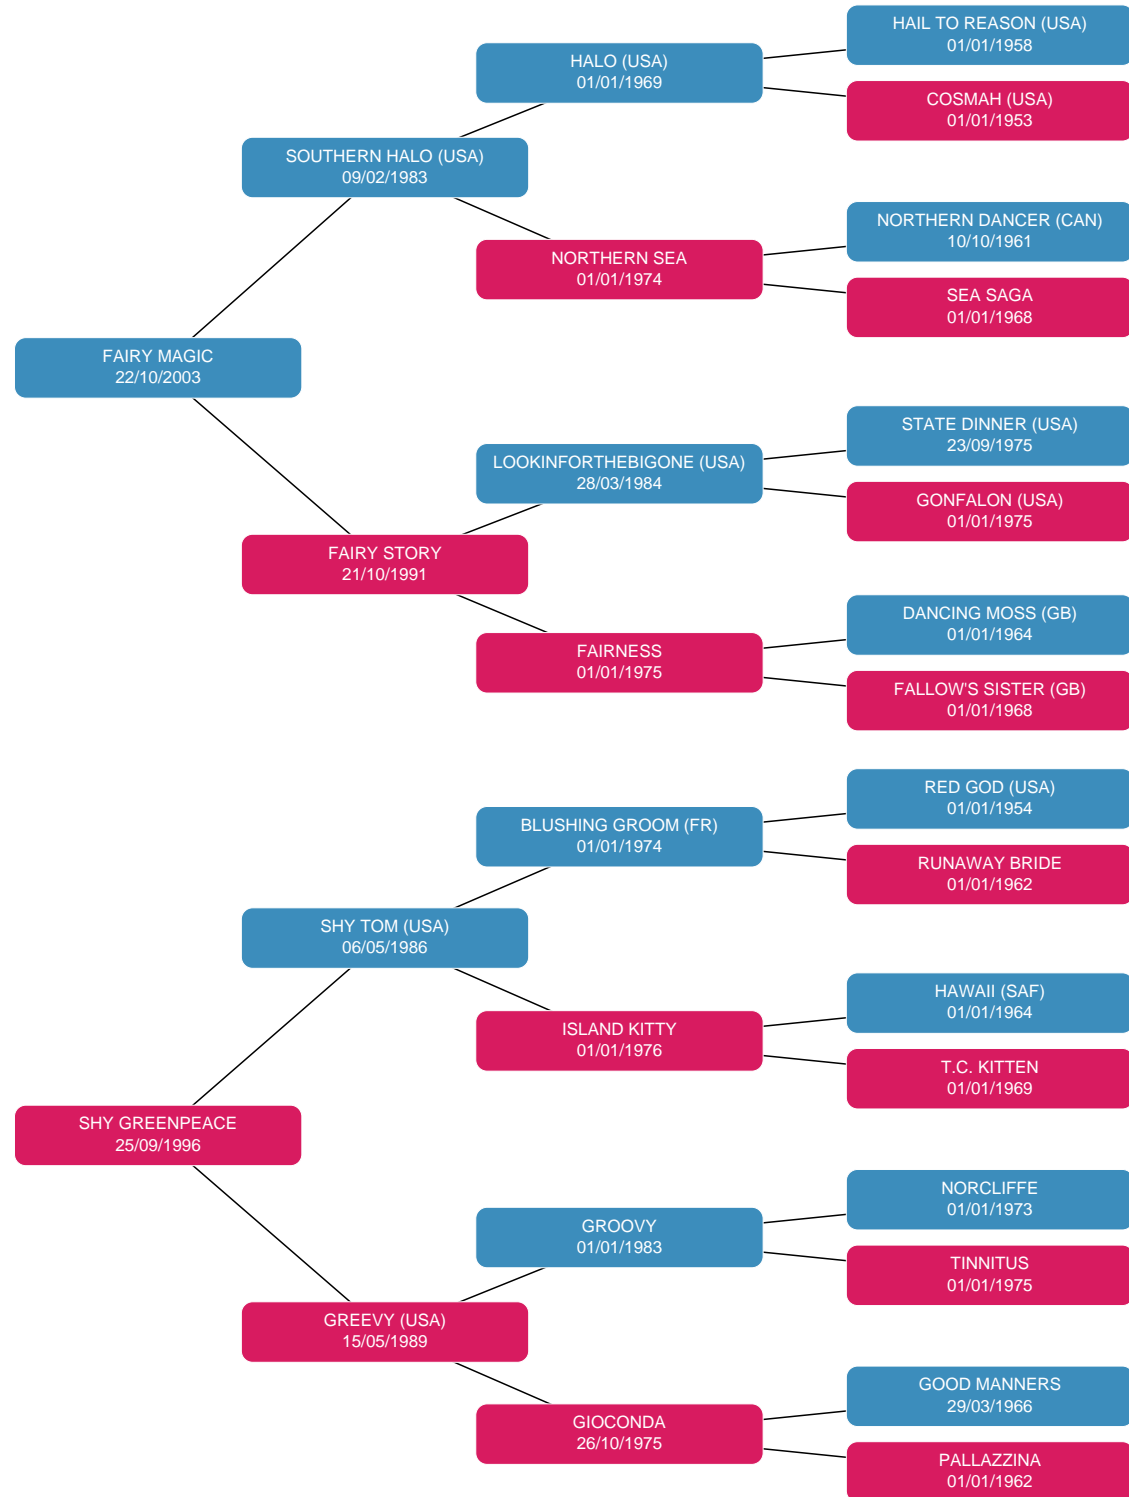 HAIL TO REASON (USA)
01/01/1958
HALO (USA)
01/01/1969
COSMAH (USA)
01/01/1953
SOUTHERN HALO (USA)
09/02/1983
NORTHERN DANCER (CAN)
10/10/1961
NORTHERN SEA
01/01/1974
SEA SAGA
01/01/1968
FAIRY MAGIC
22/10/2003
STATE DINNER (USA)
23/09/1975
LOOKINFORTHEBIGONE (USA)
28/03/1984
GONFALON (USA)
01/01/1975
FAIRY STORY
21/10/1991
DANCING MOSS (GB)
01/01/1964
FAIRNESS
01/01/1975
FALLOW'S SISTER (GB)
01/01/1968
RED GOD (USA)
01/01/1954
BLUSHING GROOM (FR)
01/01/1974
RUNAWAY BRIDE
01/01/1962
SHY TOM (USA)
06/05/1986
HAWAII (SAF)
01/01/1964
ISLAND KITTY
01/01/1976
T.C. KITTEN
01/01/1969
SHY GREENPEACE
25/09/1996
NORCLIFFE
01/01/1973
GROOVY
01/01/1983
TINNITUS
01/01/1975
GREEVY (USA)
15/05/1989
GOOD MANNERS
29/03/1966
GIOCONDA
26/10/1975
PALLAZZINA
01/01/1962